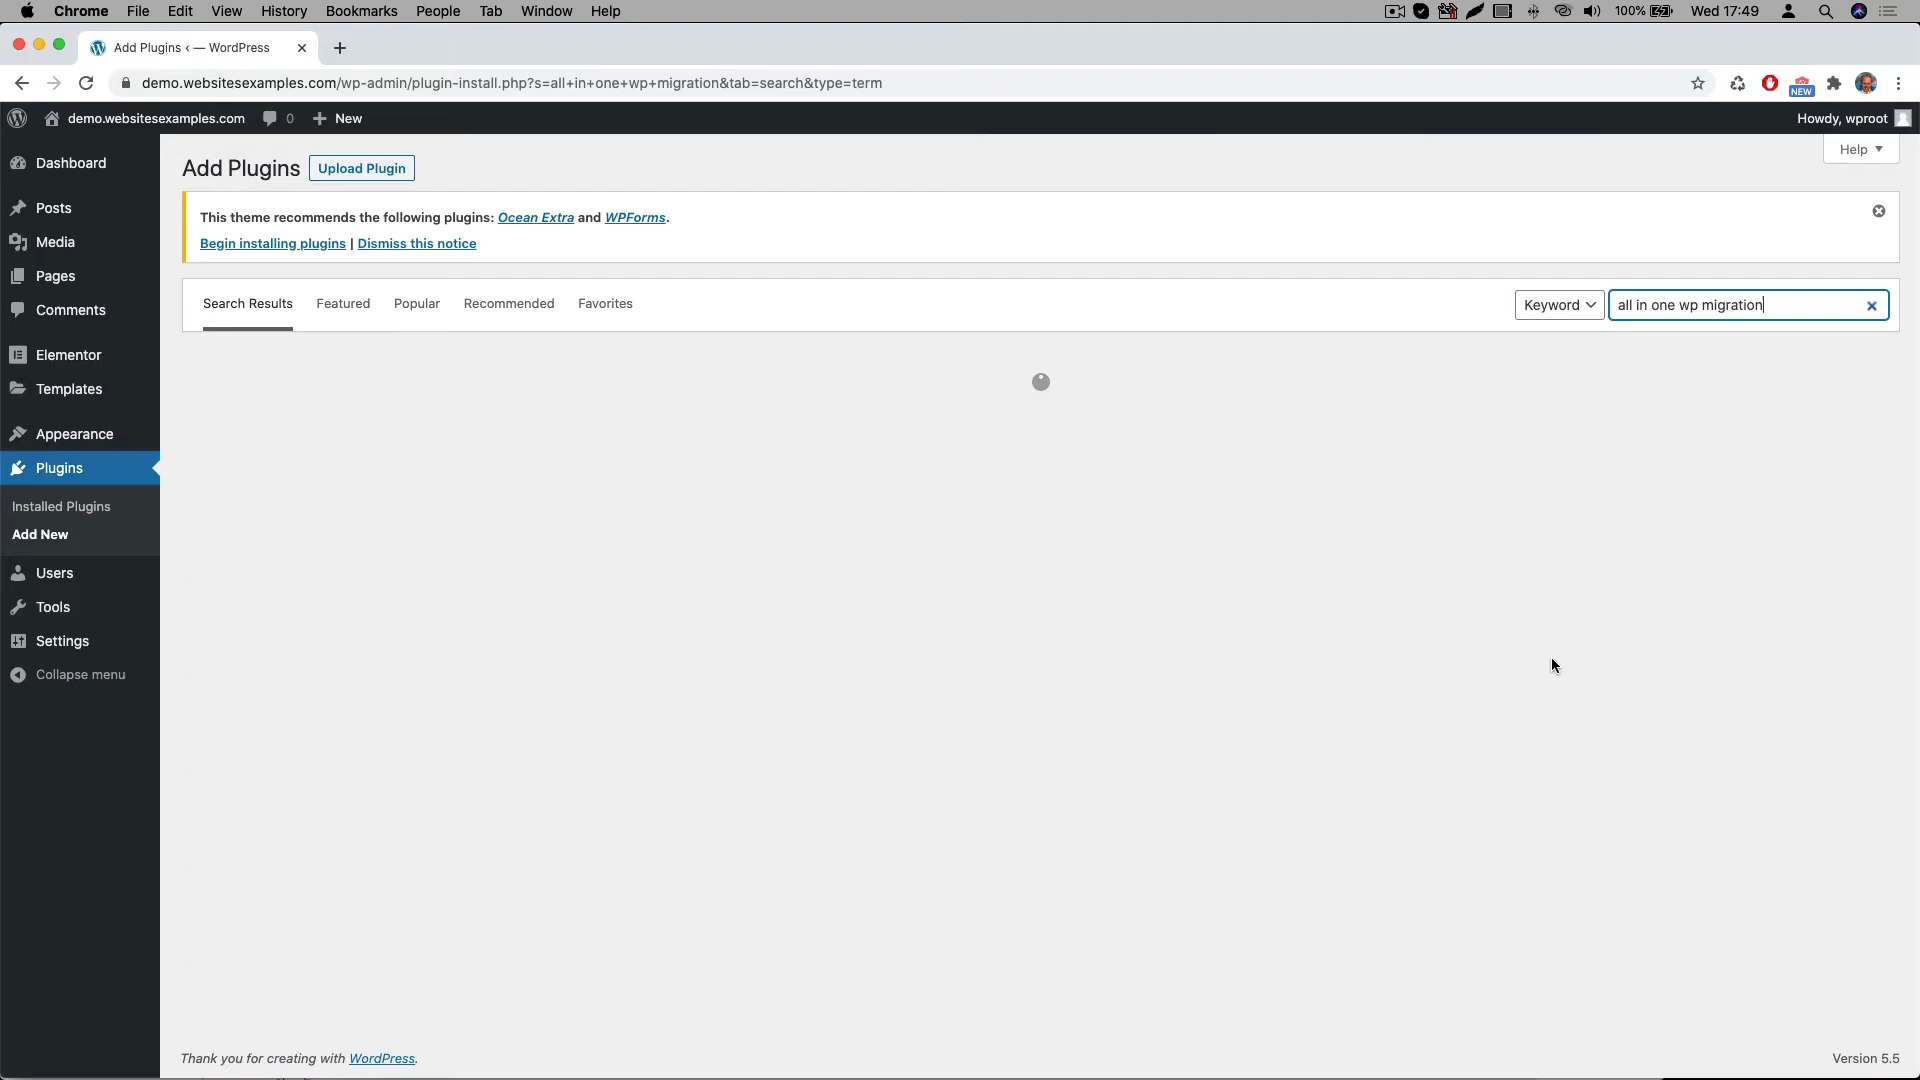 Chrome File Edit View History Bookmarks People Tab Window Help 100% Wed 17:49
Add Plugins ‹ — WordPress
demo.websitesexamples.com/wp-admin/plugin-install.php?s=all+in+one+wp+migration&tab=search&type=term
NEW
demo.websitesexamples.com 0 New Howdy, wproot
Help
Dashboard
Posts
Media
Pages
Comments
Elementor
Templates
Appearance
Plugins
Installed Plugins
Add New
Users
Tools
Settings
Collapse menu
Add Plugins Upload Plugin
This theme recommends the following plugins: Ocean Extra and WPForms.
Begin installing plugins | Dismiss this notice
Search Results Featured Popular Recommended Favorites Keyword all in one wp migration
Thank you for creating with WordPress. Version 5.5